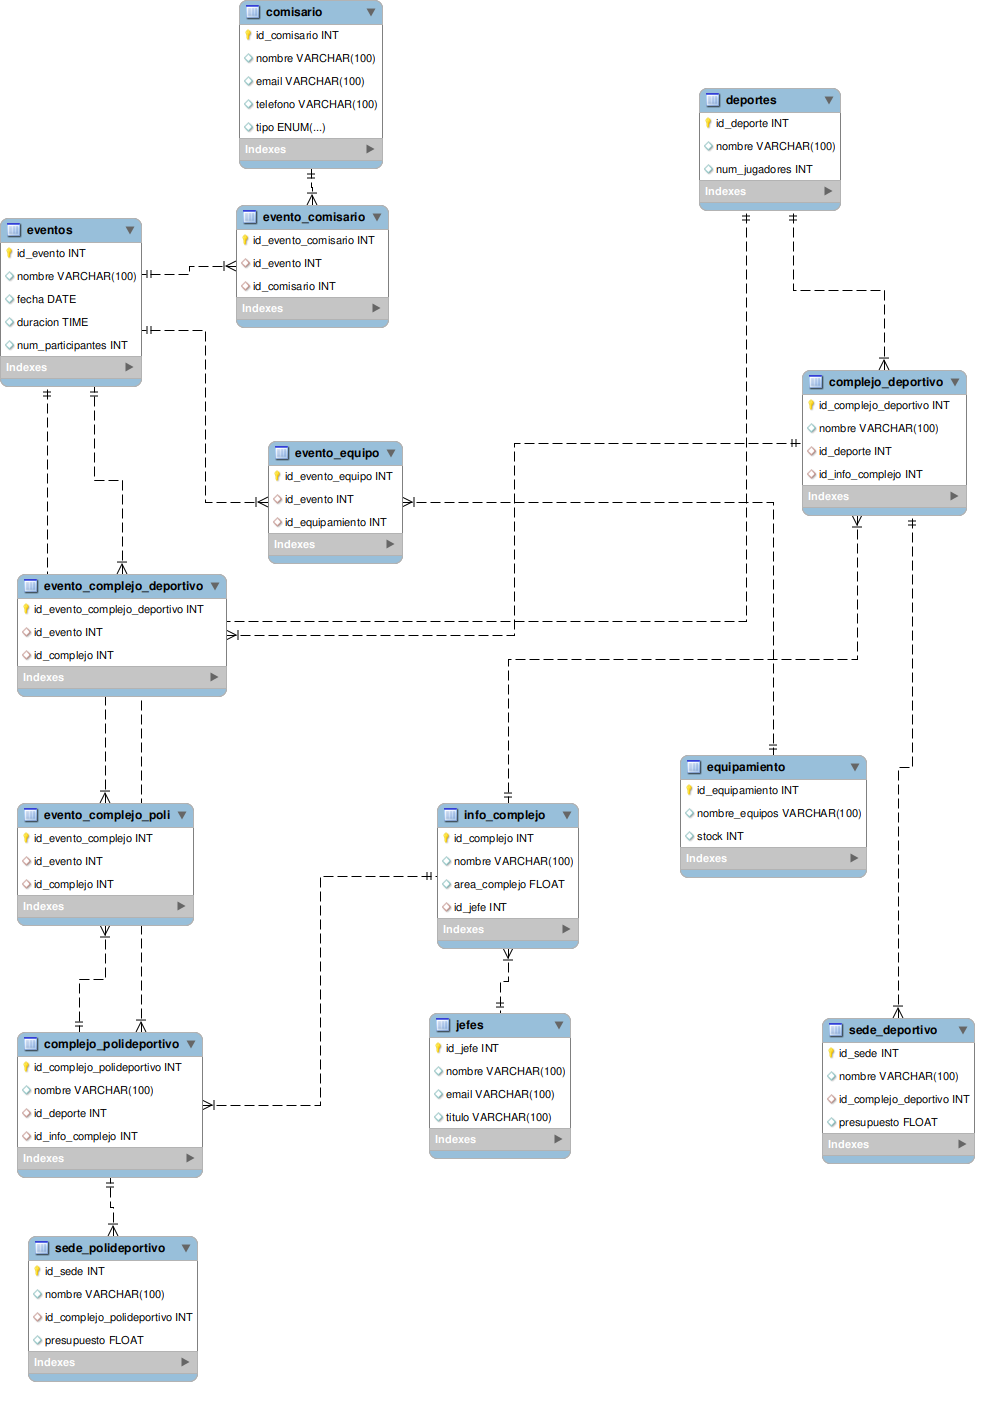 comisario
id_comisario INT
nombre VARCHAR(100)
email VARCHAR(100)
telefono VARCHAR(100)
tipo ENUM(...)
Indexes
deportes
id_deporte INT
nombre VARCHAR(100)
num_jugadores INT
Indexes
evento_comisario
id_evento_comisario INT
id_evento INT
id_comisario INT
Indexes
eventos
id_evento INT
nombre VARCHAR(100)
fecha DATE
duracion TIME
num_participantes INT
Indexes
complejo_deportivo
id_complejo_deportivo INT
nombre VARCHAR(100)
id_deporte INT
id_info_complejo INT
Indexes
evento_equipo
id_evento_equipo INT
id_evento INT
id_equipamiento INT
Indexes
evento_complejo_deportivo
id_evento_complejo_deportivo INT
id_evento INT
id_complejo INT
Indexes
equipamiento
id_equipamiento INT
nombre_equipos VARCHAR(100)
stock INT
Indexes
evento_complejo_poli
id_evento_complejo INT
id_evento INT
id_complejo INT
Indexes
info_complejo
id_complejo INT
nombre VARCHAR(100)
area_complejo FLOAT
id_jefe INT
Indexes
jefes
id_jefe INT
nombre VARCHAR(100)
email VARCHAR(100)
titulo VARCHAR(100)
Indexes
sede_deportivo
id_sede INT
nombre VARCHAR(100)
id_complejo_deportivo INT
presupuesto FLOAT
Indexes
complejo_polideportivo
id_complejo_polideportivo INT
nombre VARCHAR(100)
id_deporte INT
id_info_complejo INT
Indexes
sede_polideportivo
id_sede INT
nombre VARCHAR(100)
id_complejo_polideportivo INT
presupuesto FLOAT
Indexes